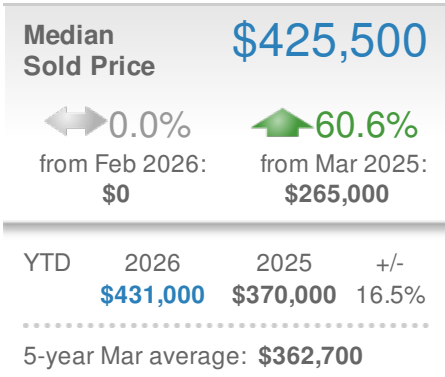 Median
Sold Price
$425,500
0.0%
from Feb 2026:
$0
60.6%
from Mar 2025:
$265,000
YTD 2026 2025 +/-
$431,000 $370,000 16.5%
5-year Mar average: $362,700